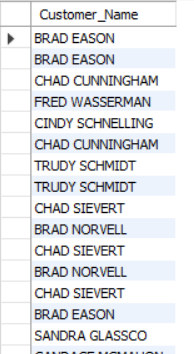 Customer_Name
BRAD EASON
BRAD EASON
CHAD CUNNINGHAM
FRED WASSERMAN
CINDY SCHNELLING
CHAD CUNNINGHAM
TRUDY SCHMIDT
TRUDY SCHMIDT
CHAD SIEVERT
BRAD NORVELL
CHAD SIEVERT
BRAD NORVELL
CHAD SIEVERT
BRAD EASON
SANDRA GLASSCO